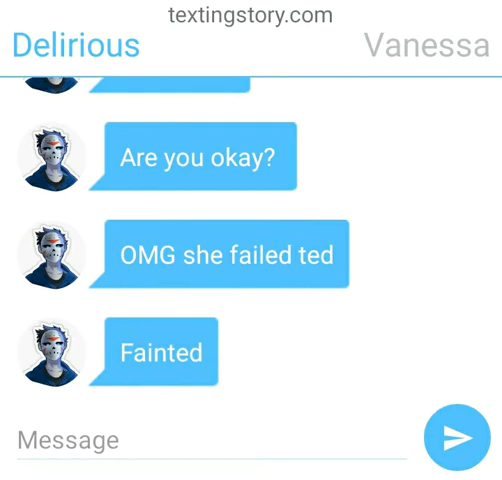 textingstory.com
Delirious Vanessa
Are you okay?
OMG she failed ted
Fainted
Message